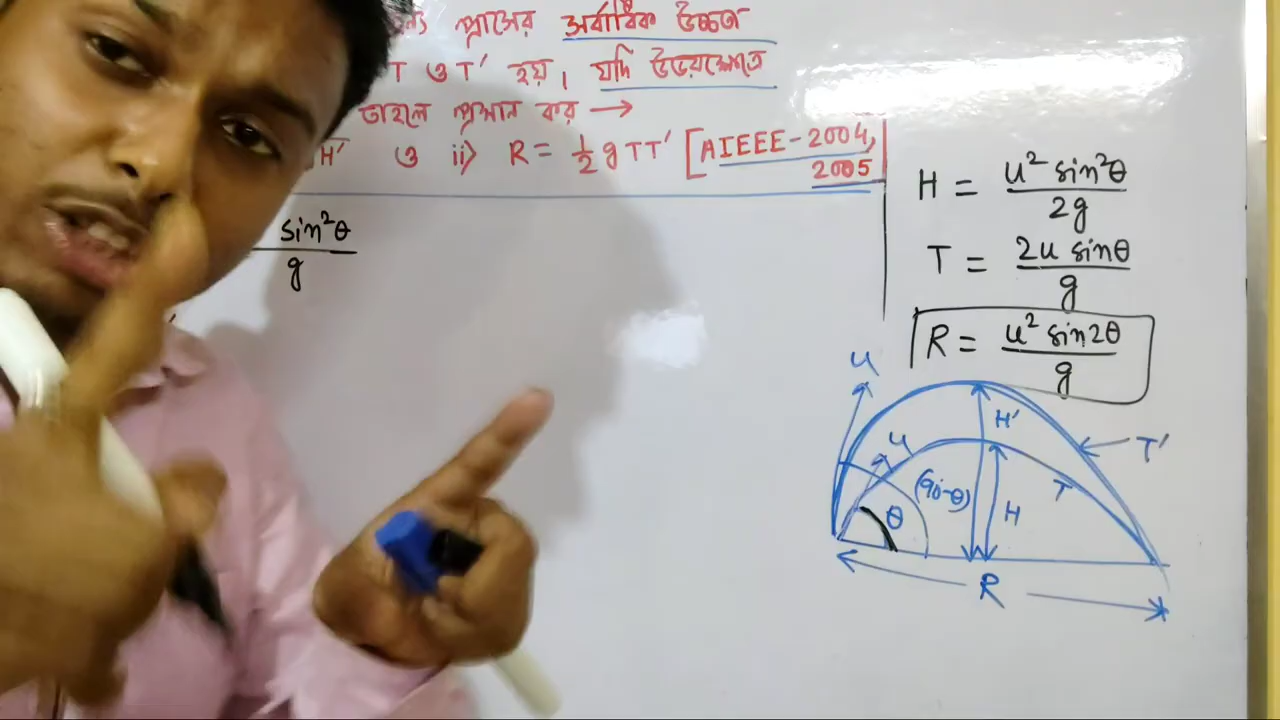 প্রাসের সর্বাধিক উচ্চতা
T ও T' হয়, যদি উভয়ক্ষেত্রে
তাহলে প্রমান কর →
H' ও ii> R = 1/2 g TT' [AIEEE-2004,
2005
sin²θ
g
H = u² sin²θ / 2g
T = 2u sinθ / g
R = u² sin2θ / g
u
H'
T'
u
(90-θ)
T
θ
H
R